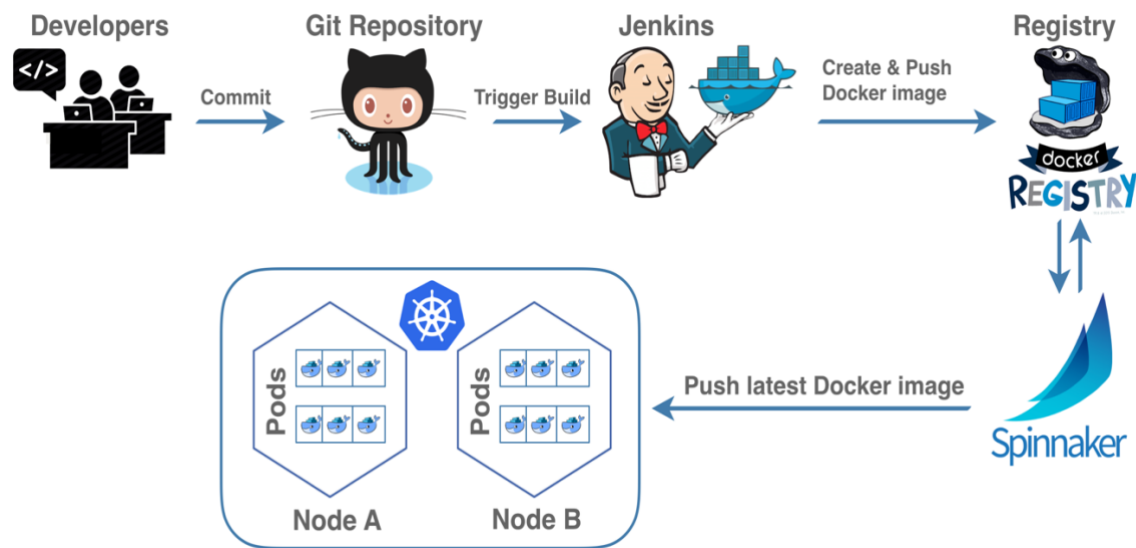 Developers
Git Repository
Jenkins
Registry
</>
Commit
Trigger Build
Create & Push
Docker image
docker
REGISTRY
Pods
Pods
Push latest Docker image
Spinnaker
Node A
Node B